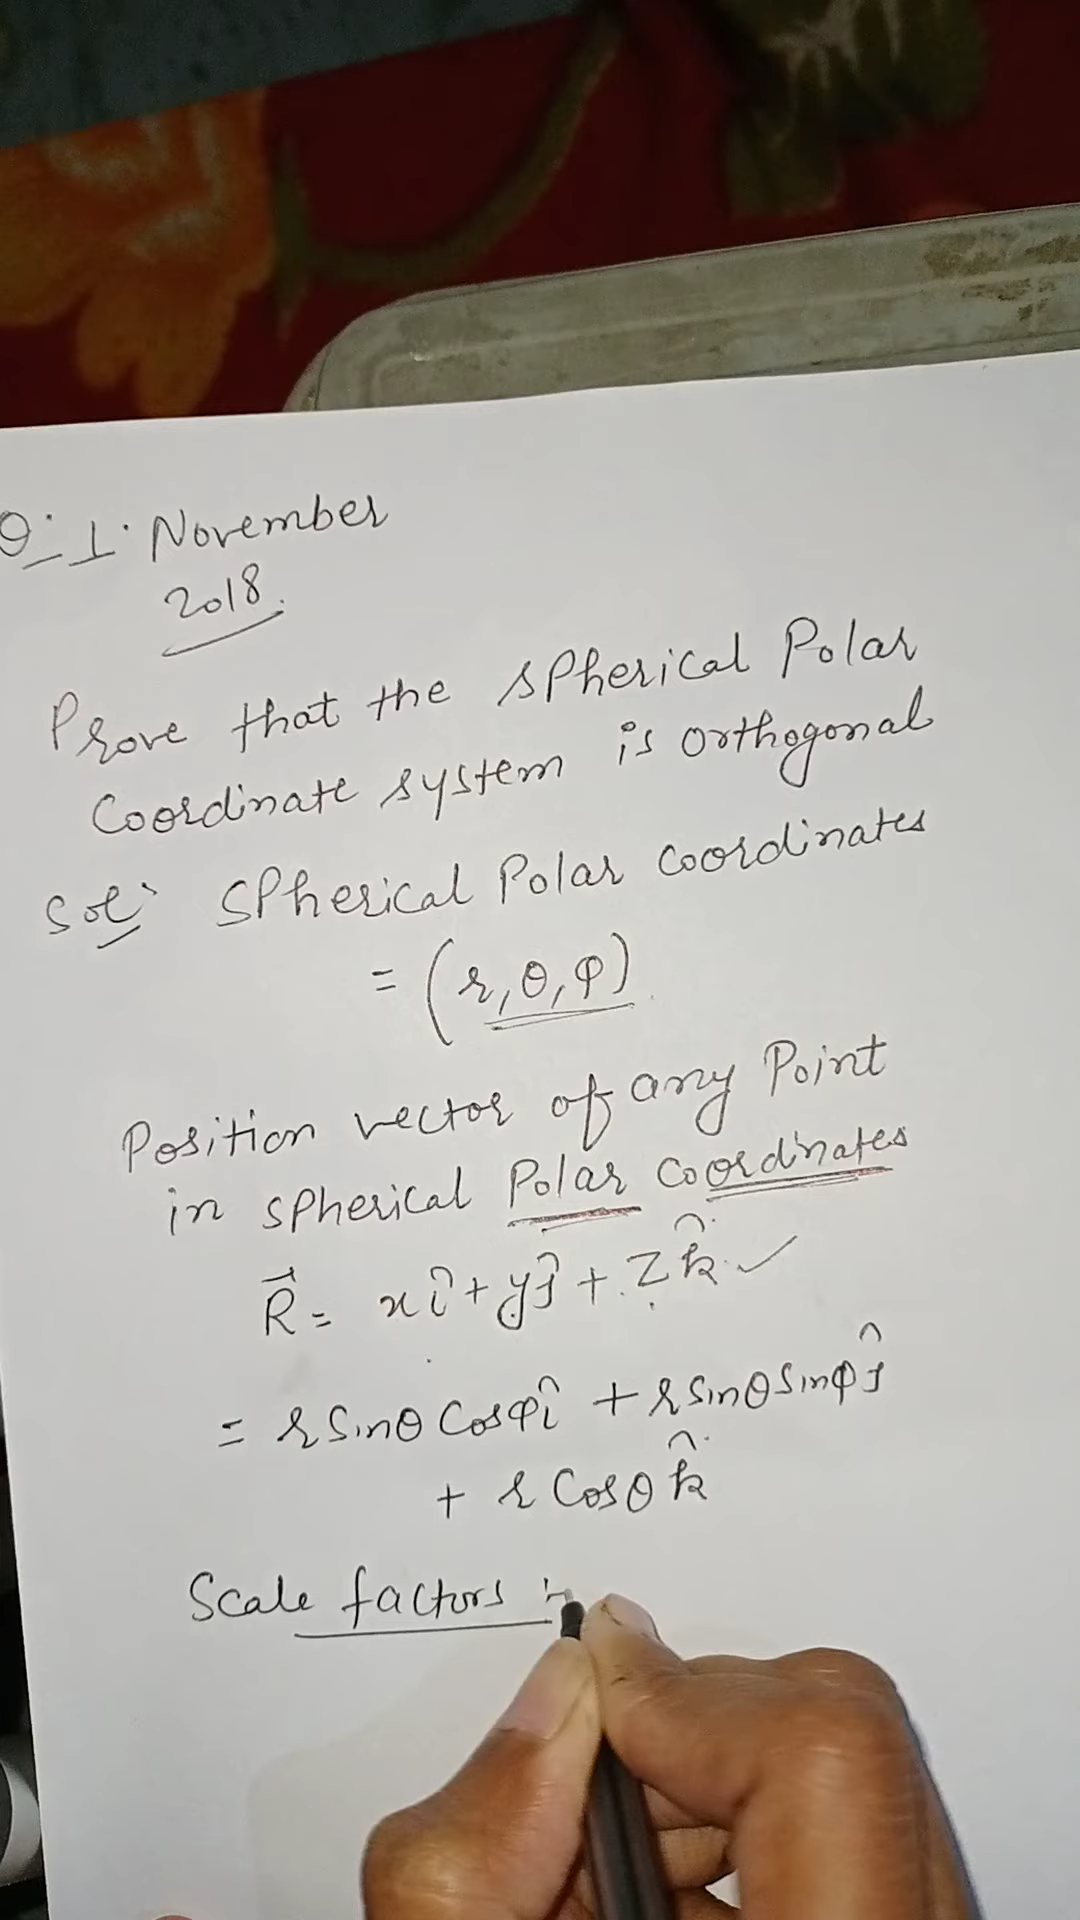 Q.1. November
2018.
Prove that the Spherical Polar
Coordinate system is orthogonal
Sol: Spherical Polar coordinates
= (r, θ, φ)
Position vector of any Point
in spherical Polar coordinates
R⃗ = xî + yĵ + zk̂ ✓
= r sinθ Cosφ î + r sinθ sinφ ĵ
+ r Cosθ k̂
Scale factors :-